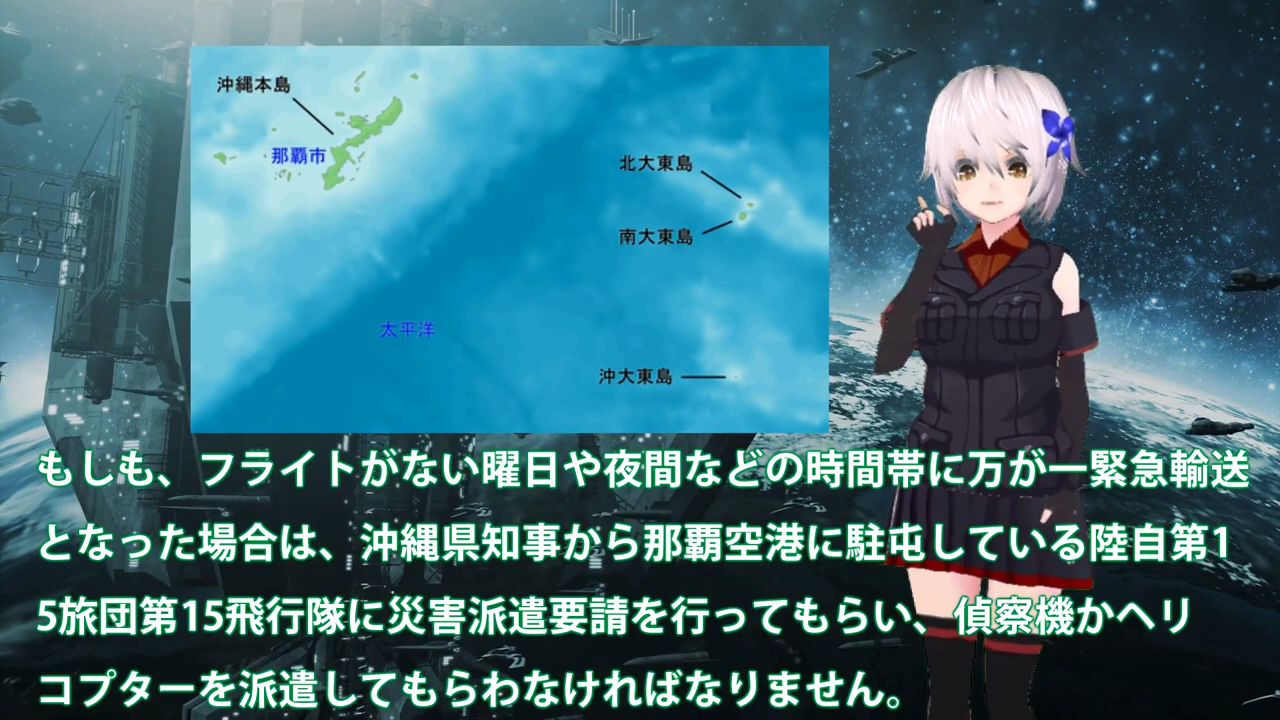 沖縄本島
那覇市
北大東島
南大東島
太平洋
沖大東島
もしも、フライトがない曜日や夜間などの時間帯に万が一緊急輸送
となった場合は、沖縄県知事から那覇空港に駐屯している陸自第1
5旅団第15飛行隊に災害派遣要請を行ってもらい、偵察機かヘリ
コプターを派遣してもらわなければなりません。